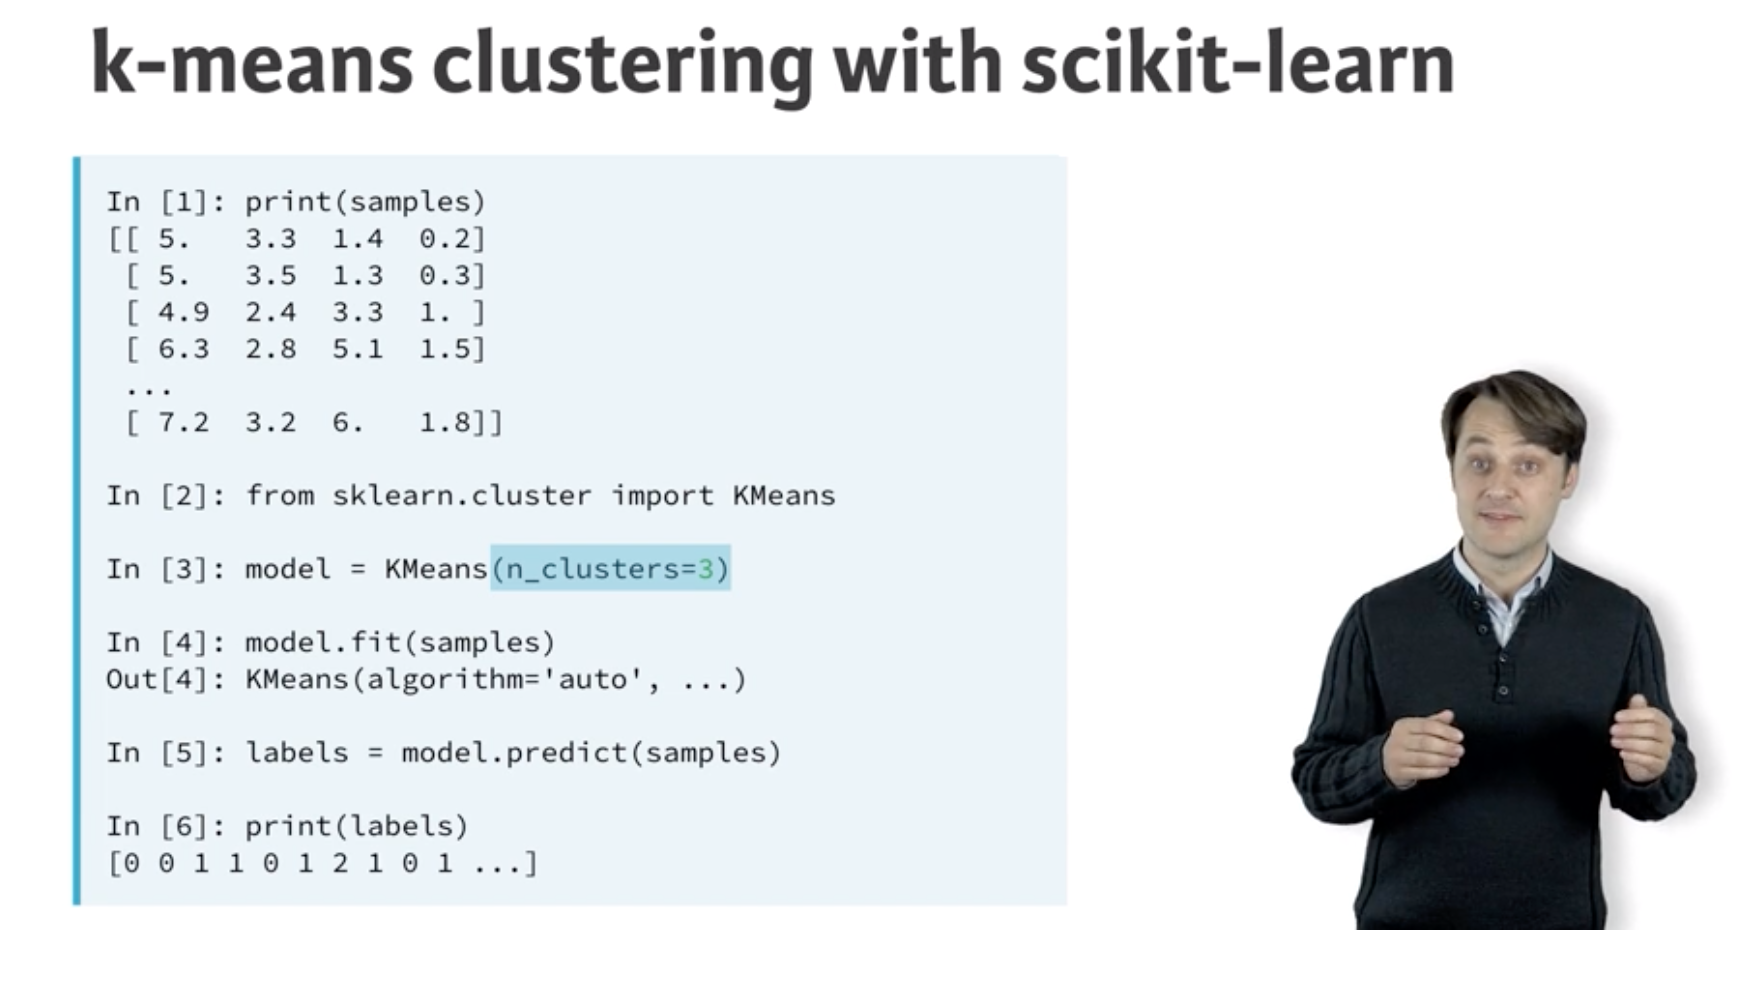 k-means clustering with scikit-learn
In [1]: print(samples)
[[ 5.   3.3  1.4  0.2]
 [ 5.   3.5  1.3  0.3]
 [ 4.9  2.4  3.3  1. ]
 [ 6.3  2.8  5.1  1.5]
 ...
 [ 7.2  3.2  6.   1.8]]
In [2]: from sklearn.cluster import KMeans
In [3]: model = KMeans(n_clusters=3)
In [4]: model.fit(samples)
Out[4]: KMeans(algorithm='auto', ...)
In [5]: labels = model.predict(samples)
In [6]: print(labels)
[0 0 1 1 0 1 2 1 0 1 ...]